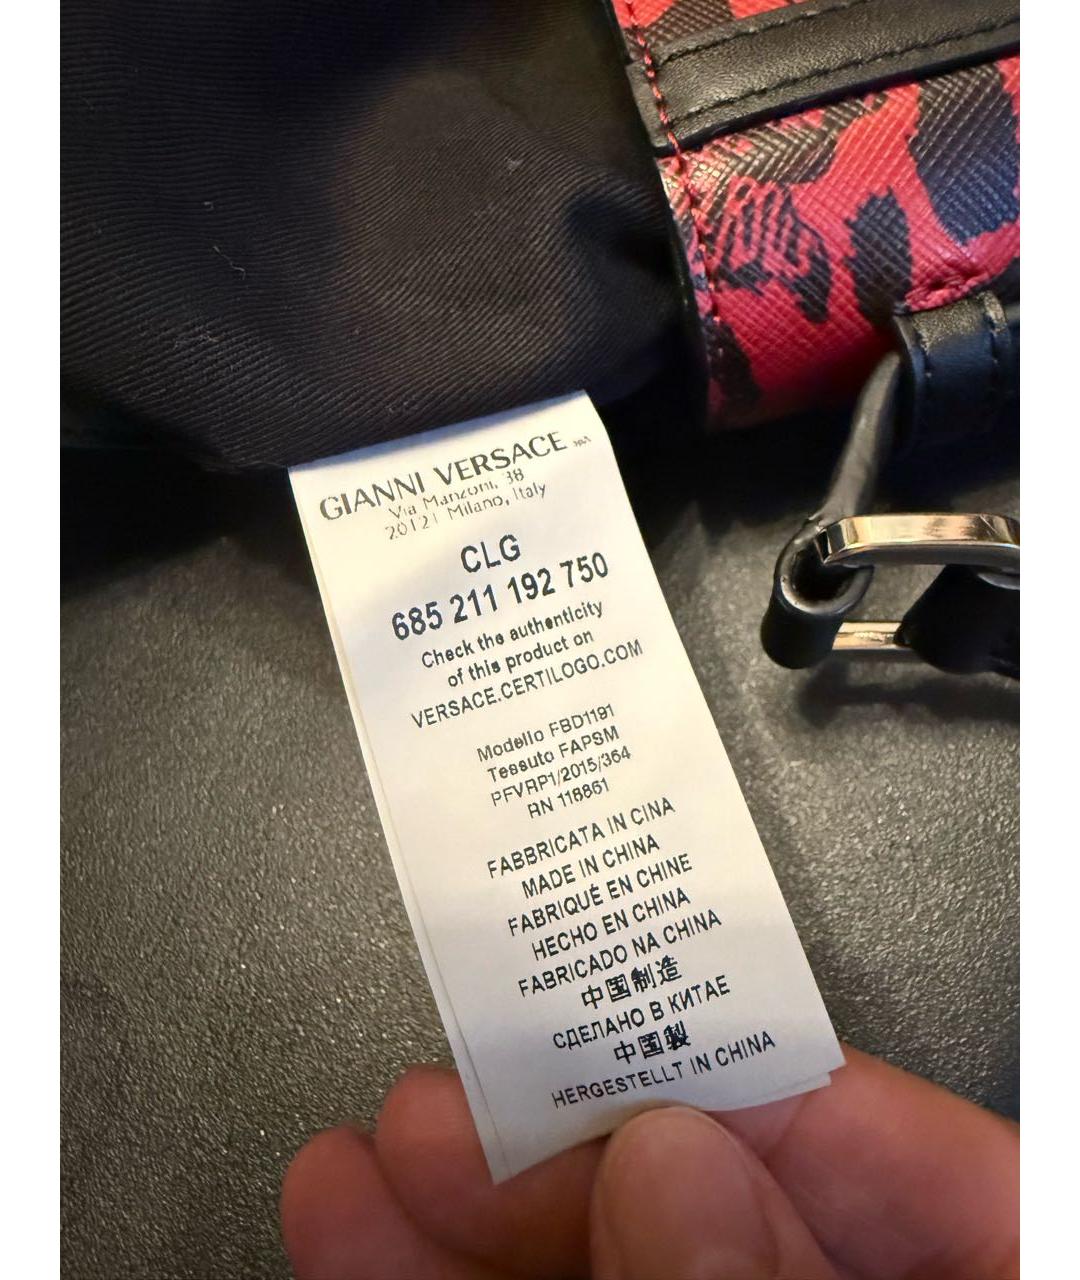 GIANNI VERSACE SPA
Via Manzoni, 38
20121 Milano, Italy
CLG
685 211 192 750
Check the authenticity
of this product on
VERSACE.CERTILOGO.COM
Modello FBD1191
Tessuto FAPSM
PFVRP1/2015/364
RN 116861
FABBRICATA IN CINA
MADE IN CHINA
FABRIQUÉ EN CHINE
HECHO EN CHINA
FABRICADO NA CHINA
中国制造
СДЕЛАНО В КИТАЕ
中国製
HERGESTELLT IN CHINA